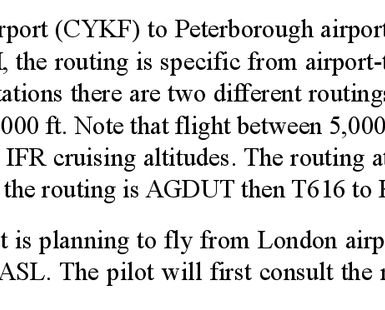 rport (CYKF) to Peterborough airport
, the routing is specific from airport-t
tations there are two different routings
000 ft. Note that flight between 5,000
IFR cruising altitudes. The routing at
the routing is AGDUT then T616 to
t is planning to fly from London airp
ASL. The pilot will first consult the r